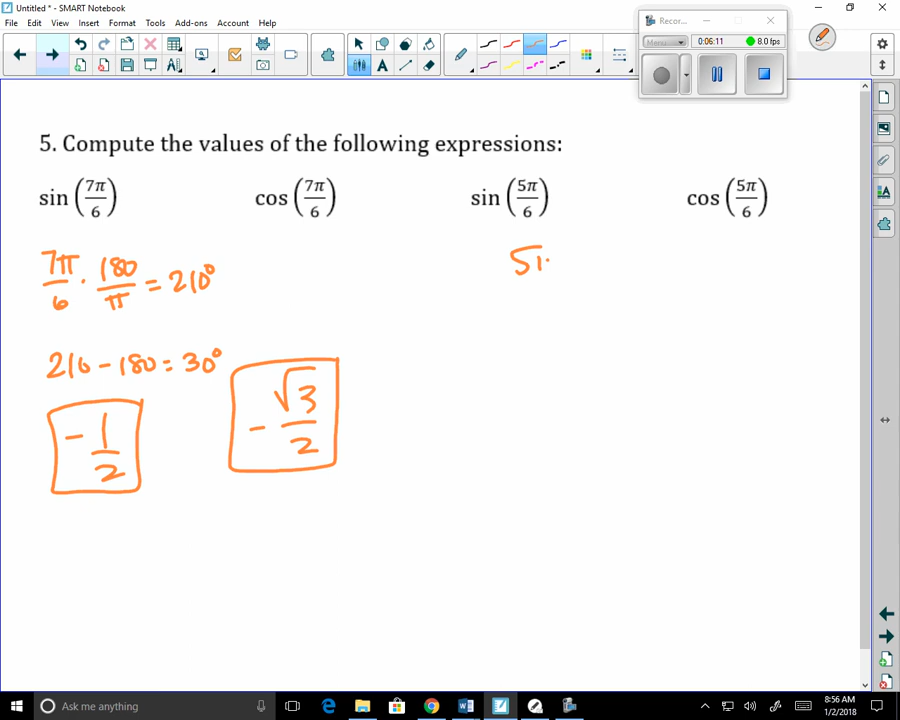 Untitled * - SMART Notebook
File Edit View Insert Format Tools Add-ons Account Help
Recor...
Menu
0:06:11
8.0 fps
5. Compute the values of the following expressions:
sin (7π/6) cos (7π/6) sin (5π/6) cos (5π/6)
7π/6 · 180/π = 210°
5
210 - 180 = 30°
- 1/2
- √3/2
Ask me anything
8:56 AM
1/2/2018